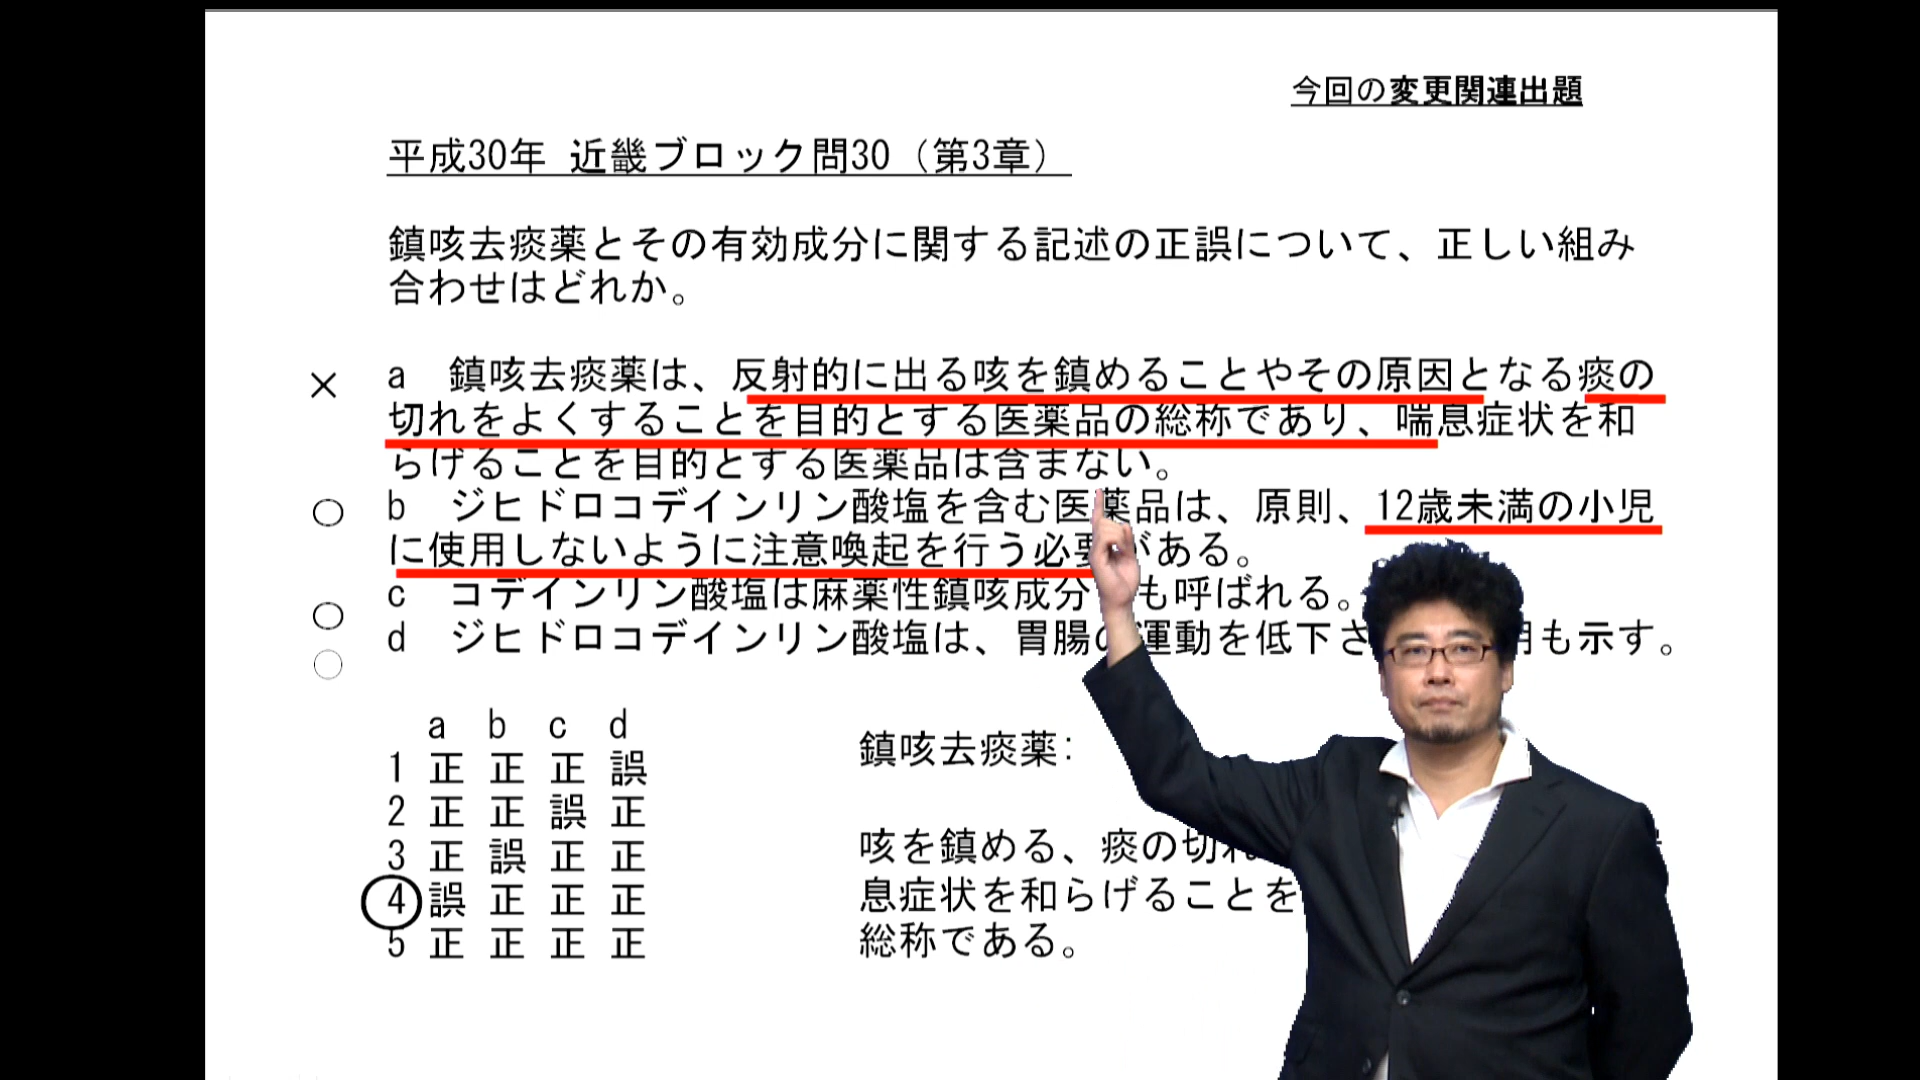 今回の変更関連出題
平成30年 近畿ブロック問30（第3章）
鎮咳去痰薬とその有効成分に関する記述の正誤について、正しい組み
合わせはどれか。
× a 鎮咳去痰薬は、反射的に出る咳を鎮めることやその原因となる痰の
切れをよくすることを目的とする医薬品の総称であり、喘息症状を和
らげることを目的とする医薬品は含まない。
○ b ジヒドロコデインリン酸塩を含む医薬品は、原則、12歳未満の小児
に使用しないように注意喚起を行う必要がある。
○ c コデインリン酸塩は麻薬性鎮咳成分 も呼ばれる。
○ d ジヒドロコデインリン酸塩は、胃腸の運動を低下さ 用も示す。
a b c d
1 正 正 正 誤
2 正 正 誤 正
3 正 誤 正 正
4 誤 正 正 正
5 正 正 正 正
鎮咳去痰薬:
咳を鎮める、痰の切れ
息症状を和らげることを
総称である。